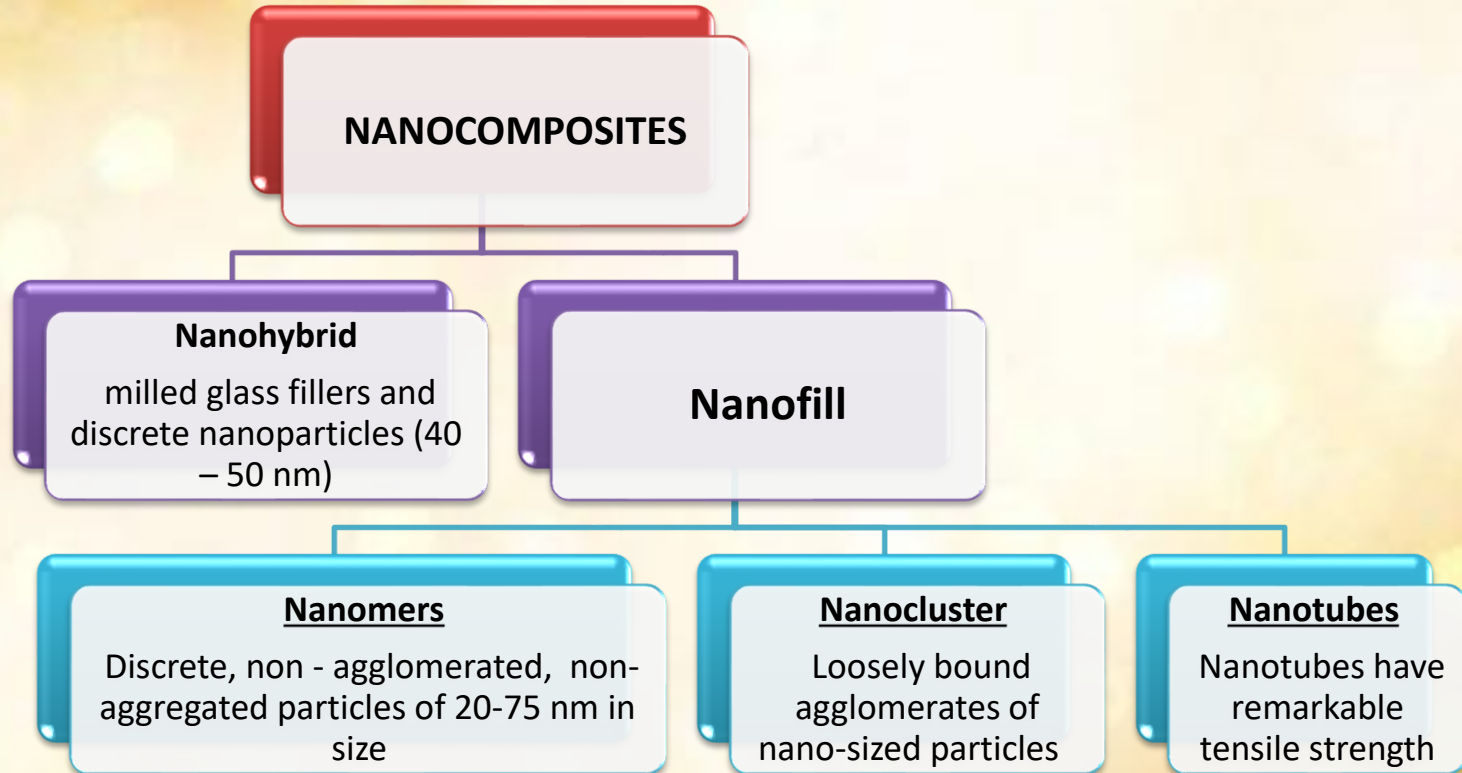 NANOCOMPOSITES
Nanohybrid
milled glass fillers and
discrete nanoparticles (40
– 50 nm)
Nanofill
Nanomers
Discrete, non - agglomerated, non-
aggregated particles of 20-75 nm in
size
Nanocluster
Loosely bound
agglomerates of
nano-sized particles
Nanotubes
Nanotubes have
remarkable
tensile strength